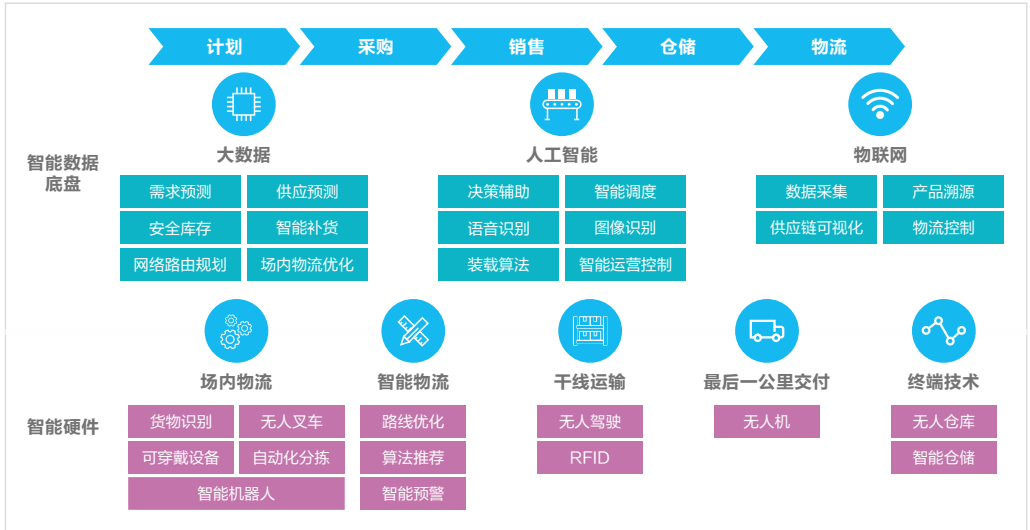 计划
采购
销售
仓储
物流
智能数据
底盘
大数据
人工智能
物联网
需求预测
供应预测
决策辅助
智能调度
数据采集
产品溯源
安全库存
智能补货
语音识别
图像识别
供应链可视化
物流控制
网络路由规划
场内物流优化
装载算法
智能运营控制
智能硬件
场内物流
智能物流
干线运输
最后一公里交付
终端技术
货物识别
无人叉车
路线优化
无人驾驶
无人机
无人仓库
可穿戴设备
自动化分拣
算法推荐
RFID
智能仓储
智能机器人
智能预警